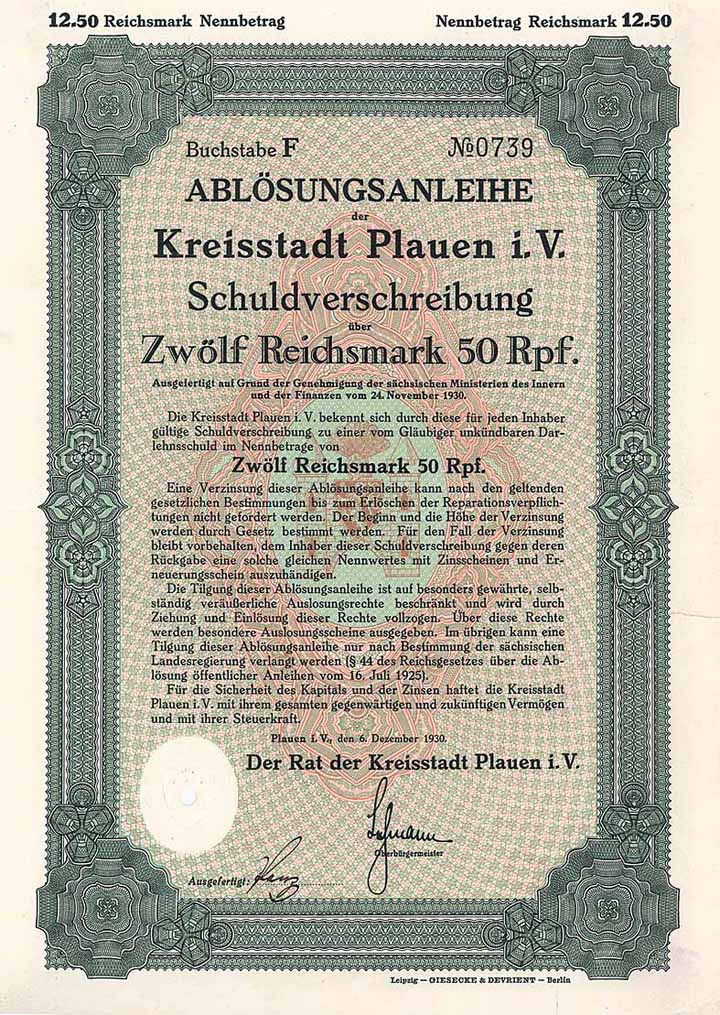 12.50 Reichsmark Nennbetrag Nennbetrag Reichsmark 12.50
Buchstabe F №0739
ABLÖSUNGSANLEIHE
der
Kreisstadt Plauen i.V.
Schuldverschreibung
über
Zwölf Reichsmark 50 Rpf.
Ausgefertigt auf Grund der Genehmigung der sächsischen Ministerien des Innern
und der Finanzen vom 24. November 1930.
Die Kreisstadt Plauen i.V. bekennt sich durch diese für jeden Inhaber
gültige Schuldverschreibung zu einer vom Gläubiger unkündbaren Dar-
lehnsschuld im Nennbetrage von
Zwölf Reichsmark 50 Rpf.
Eine Verzinsung dieser Ablösungsanleihe kann nach den geltenden
gesetzlichen Bestimmungen bis zum Erlöschen der Reparationsverpflich-
tungen nicht gefordert werden. Der Beginn und die Höhe der Verzinsung
werden durch Gesetz bestimmt werden. Für den Fall der Verzinsung
bleibt vorbehalten, dem Inhaber dieser Schuldverschreibung gegen deren
Rückgabe eine solche gleichen Nennwertes mit Zinsscheinen und Er-
neuerungsschein auszuhändigen.
Die Tilgung dieser Ablösungsanleihe ist auf besonders gewährte, selb-
ständig veräußerliche Auslosungsrechte beschränkt und wird durch
Ziehung und Einlösung dieser Rechte vollzogen. Über diese Rechte
werden besondere Auslosungsscheine ausgegeben. Im übrigen kann eine
Tilgung dieser Ablösungsanleihe nur nach Bestimmung der sächsischen
Landesregierung verlangt werden (§ 44 des Reichsgesetzes über die Ab-
lösung öffentlicher Anleihen vom 16. Juli 1925).
Für die Sicherheit des Kapitals und der Zinsen haftet die Kreisstadt
Plauen i.V. mit ihrem gesamten gegenwärtigen und zukünftigen Vermögen
und mit ihrer Steuerkraft.
Plauen i.V., den 6. Dezember 1930.
Der Rat der Kreisstadt Plauen i.V.
Oberbürgermeister
Ausgefertigt:
Leipzig — GIESECKE & DEVRIENT — Berlin